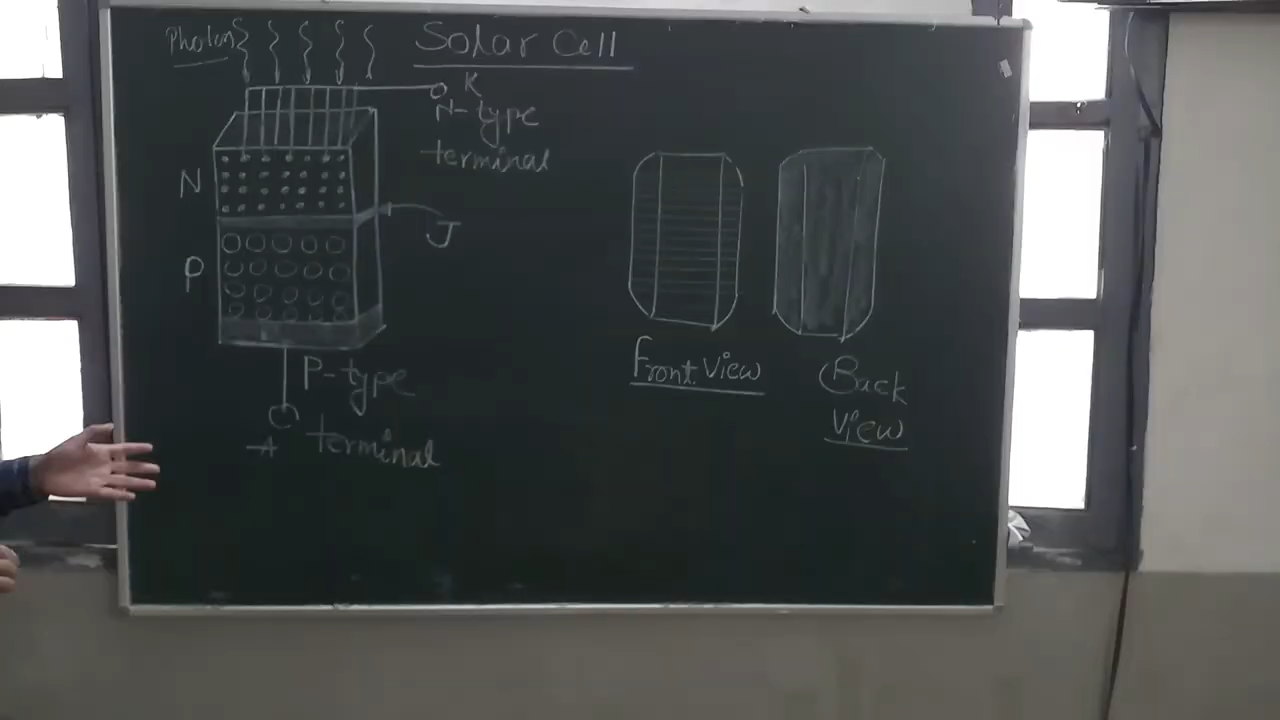 Photon
Solar Cell
K
N-type
terminal
N
J
P
P-type
terminal
A
Front View
Back
View